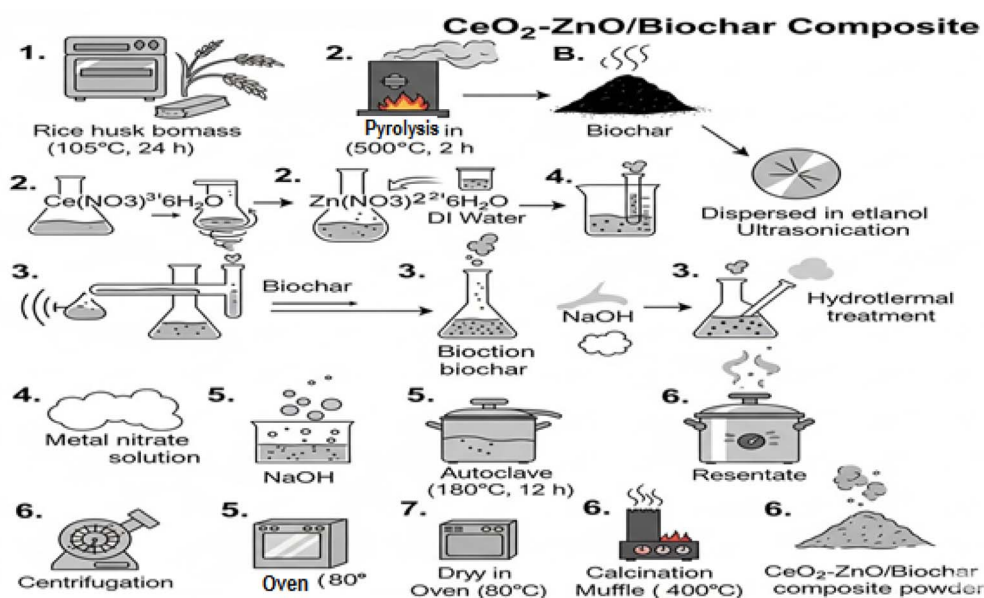 CeO₂-ZnO/Biochar Composite
1.
2.
B.
Rice husk bomass
(105°C, 24 h)
Pyrolysis in
(500°C, 2 h
Biochar
2.
Ce(NO3)³'6H₂O
2.
Zn(NO3)²²'6H₂O
DI Water
4.
Dispersed in etlanol
Ultrasonication
3.
Biochar
3.
Bioction
biochar
NaOH
3.
Hydrotlermal
treatment
4.
Metal nitrate
solution
5.
NaOH
5.
Autoclave
(180°C, 12 h)
6.
Resentate
6.
Centrifugation
5.
Oven (80°
7.
Dryy in
Oven (80°C)
6.
Calcination
Muffle (400°C)
6.
CeO₂-ZnO/Biochar
composite powder